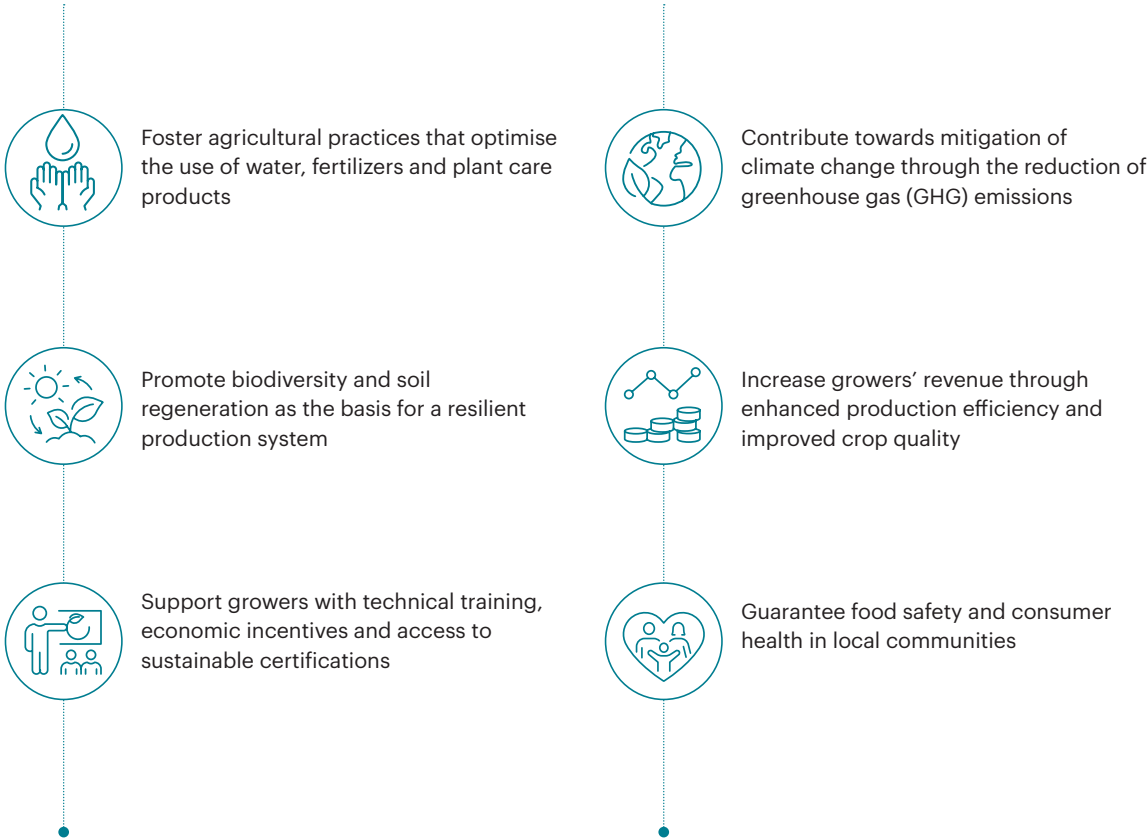 Foster agricultural practices that optimise
the use of water, fertilizers and plant care
products
Promote biodiversity and soil
regeneration as the basis for a resilient
production system
Support growers with technical training,
economic incentives and access to
sustainable certifications
Contribute towards mitigation of
climate change through the reduction of
greenhouse gas (GHG) emissions
Increase growers’ revenue through
enhanced production efficiency and
improved crop quality
Guarantee food safety and consumer
health in local communities